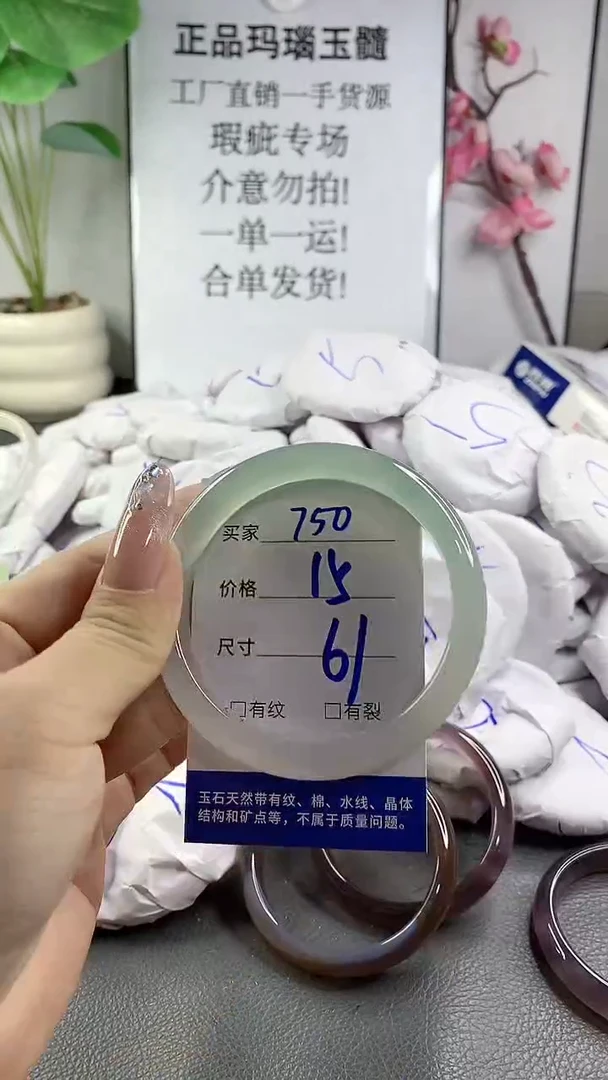 正品玛瑙玉髓
工厂直销一手货源
瑕疵专场
介意勿拍!
一单一运!
合单发货!
15
买家 750
价格 15
尺寸 61
□有纹 □有裂
玉石天然带有纹、棉、水线、晶体
结构和矿点等，不属于质量问题。